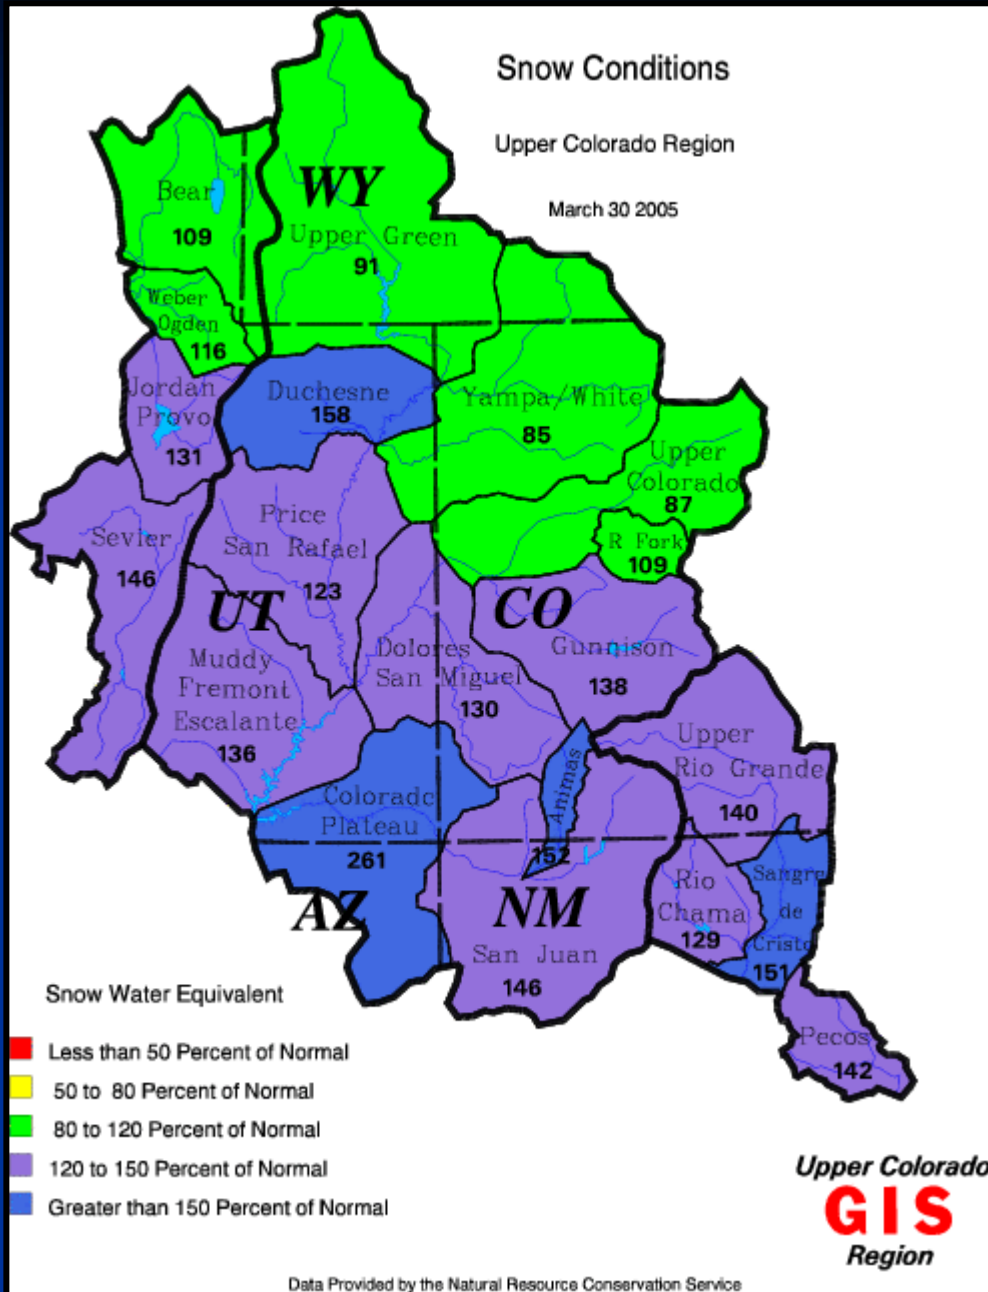 Snow Conditions
Upper Colorado Region
March 30 2005
WY
Bear
109
Upper Green
91
Weber
Ogden
116
Jordan
Provo
131
Duchesne
158
Yampa/White
85
Upper
Colorado
87
R Fork
109
Price
San Rafael
123
Sevier
146
UT
CO
Muddy
Fremont
Escalante
136
Dolores
San Miguel
130
Gunnison
138
Upper
Rio Grande
140
Animas
152
Colorado
Plateau
261
AZ
NM
San Juan
146
Rio
Chama
129
Sangre
de
Cristo
151
Pecos
142
Snow Water Equivalent
Less than 50 Percent of Normal
50 to 80 Percent of Normal
80 to 120 Percent of Normal
120 to 150 Percent of Normal
Greater than 150 Percent of Normal
Upper Colorado
GIS
Region
Data Provided by the Natural Resource Conservation Service